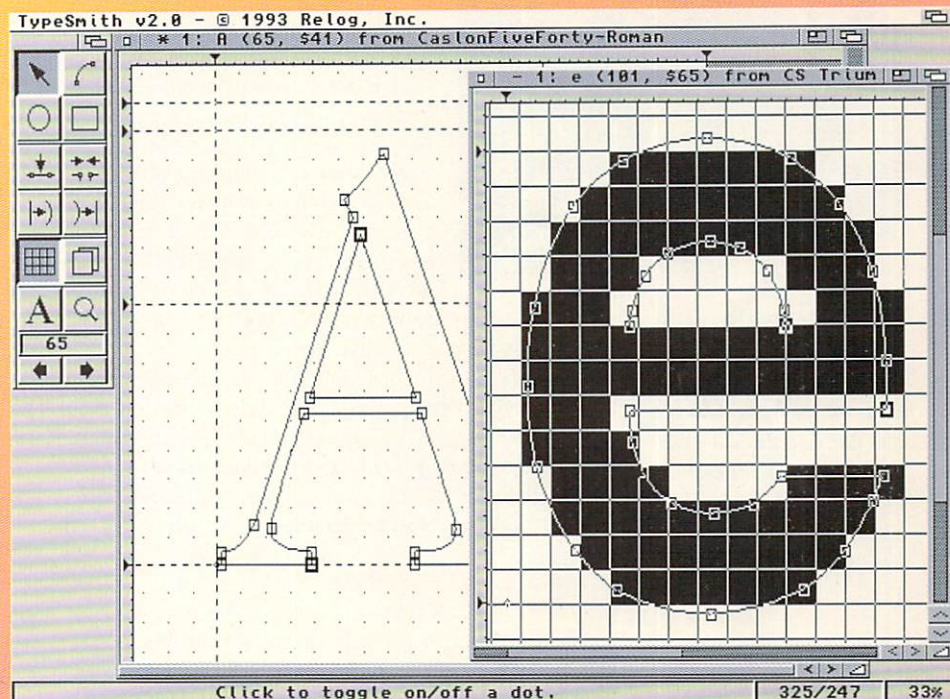 TypeSmith v2.0 - © 1993 Relog, Inc.
* 1: A (65, $41) from CaslonFiveForty-Roman
- 1: e (101, $65) from CS Trium
A
65
Click to toggle on/off a dot.
325/247
33%